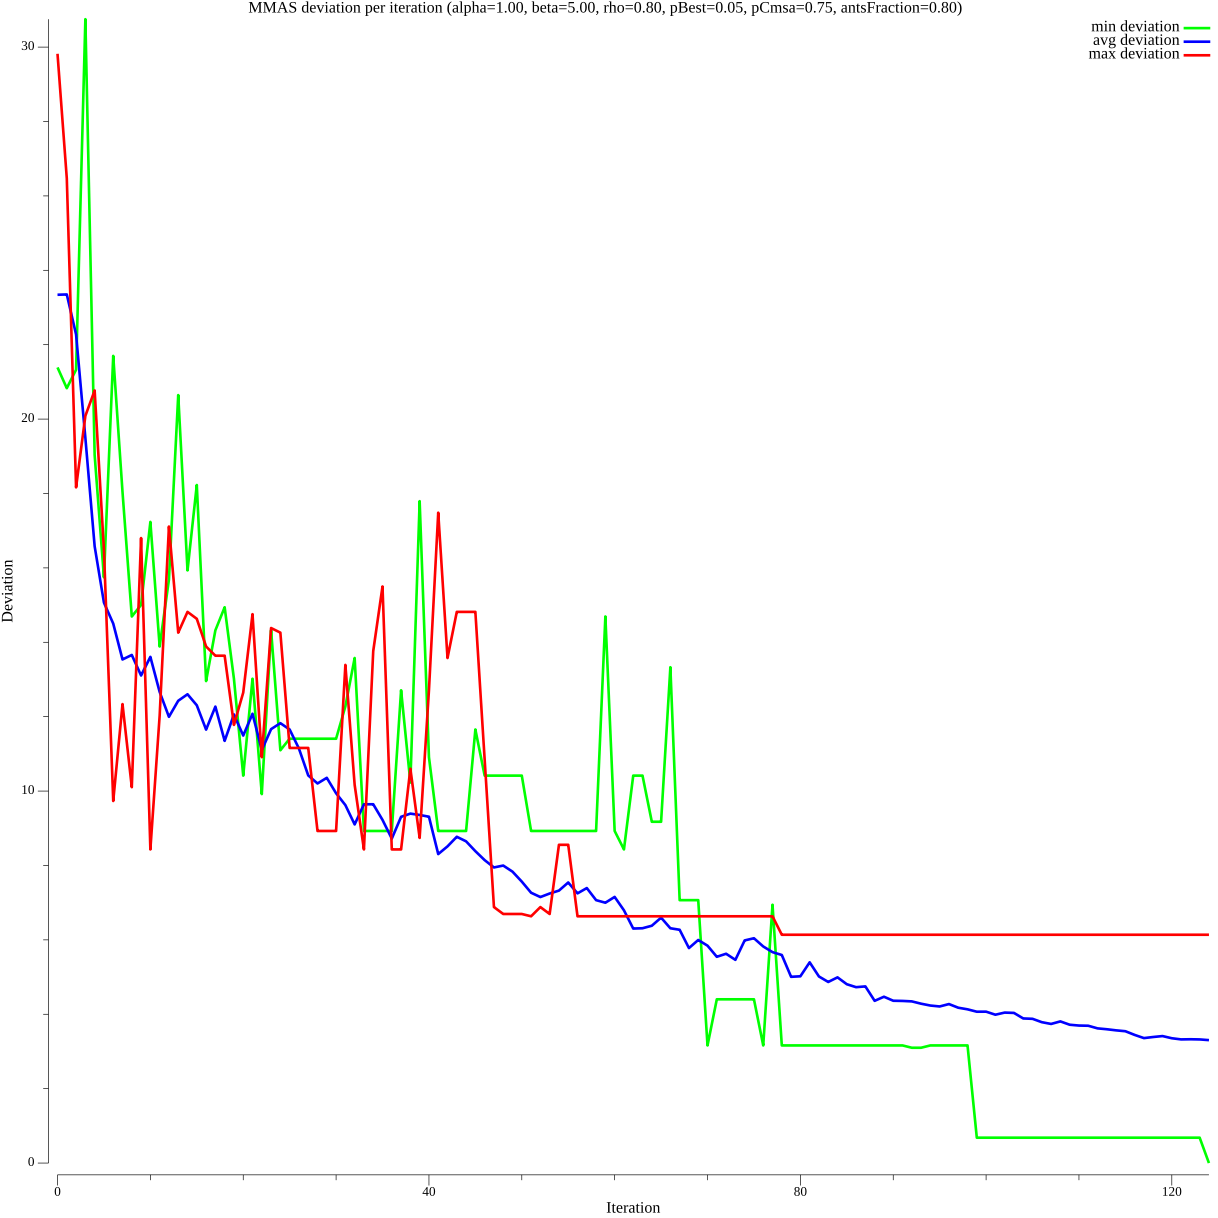 MMAS deviation per iteration (alpha=1.00, beta=5.00, rho=0.80, pBest=0.05, pCmsa=0.75, antsFraction=0.80)
min deviation
avg deviation
max deviation
30
20
10
0
Deviation
0 40 80 120
Iteration